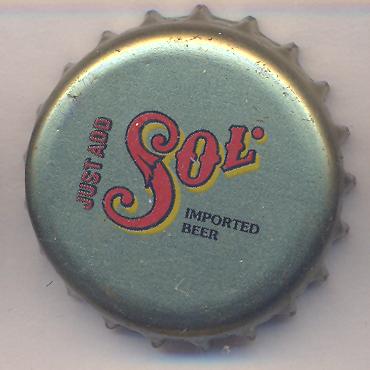 JUST ADD
SOL
IMPORTED
BEER